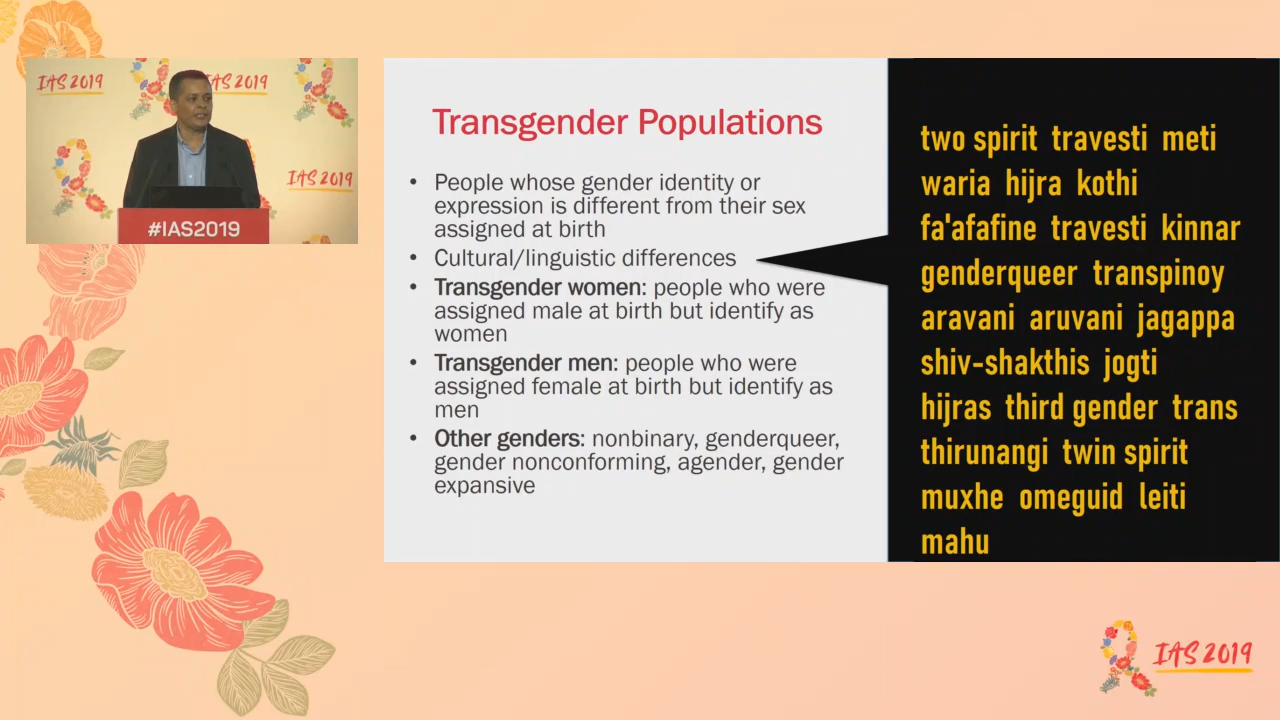 IAS 2019
IAS 2019
IAS 2019
#IAS2019
Transgender Populations
• People whose gender identity or
expression is different from their sex
assigned at birth
• Cultural/linguistic differences
• Transgender women: people who were
assigned male at birth but identify as
women
• Transgender men: people who were
assigned female at birth but identify as
men
• Other genders: nonbinary, genderqueer,
gender nonconforming, agender, gender
expansive
two spirit travesti meti
waria hijra kothi
fa'afafine travesti kinnar
genderqueer transpinoy
aravani aruvani jagappa
shiv-shakthis jogti
hijras third gender trans
thirunangi twin spirit
muxhe omeguid leiti
mahu
IAS 2019